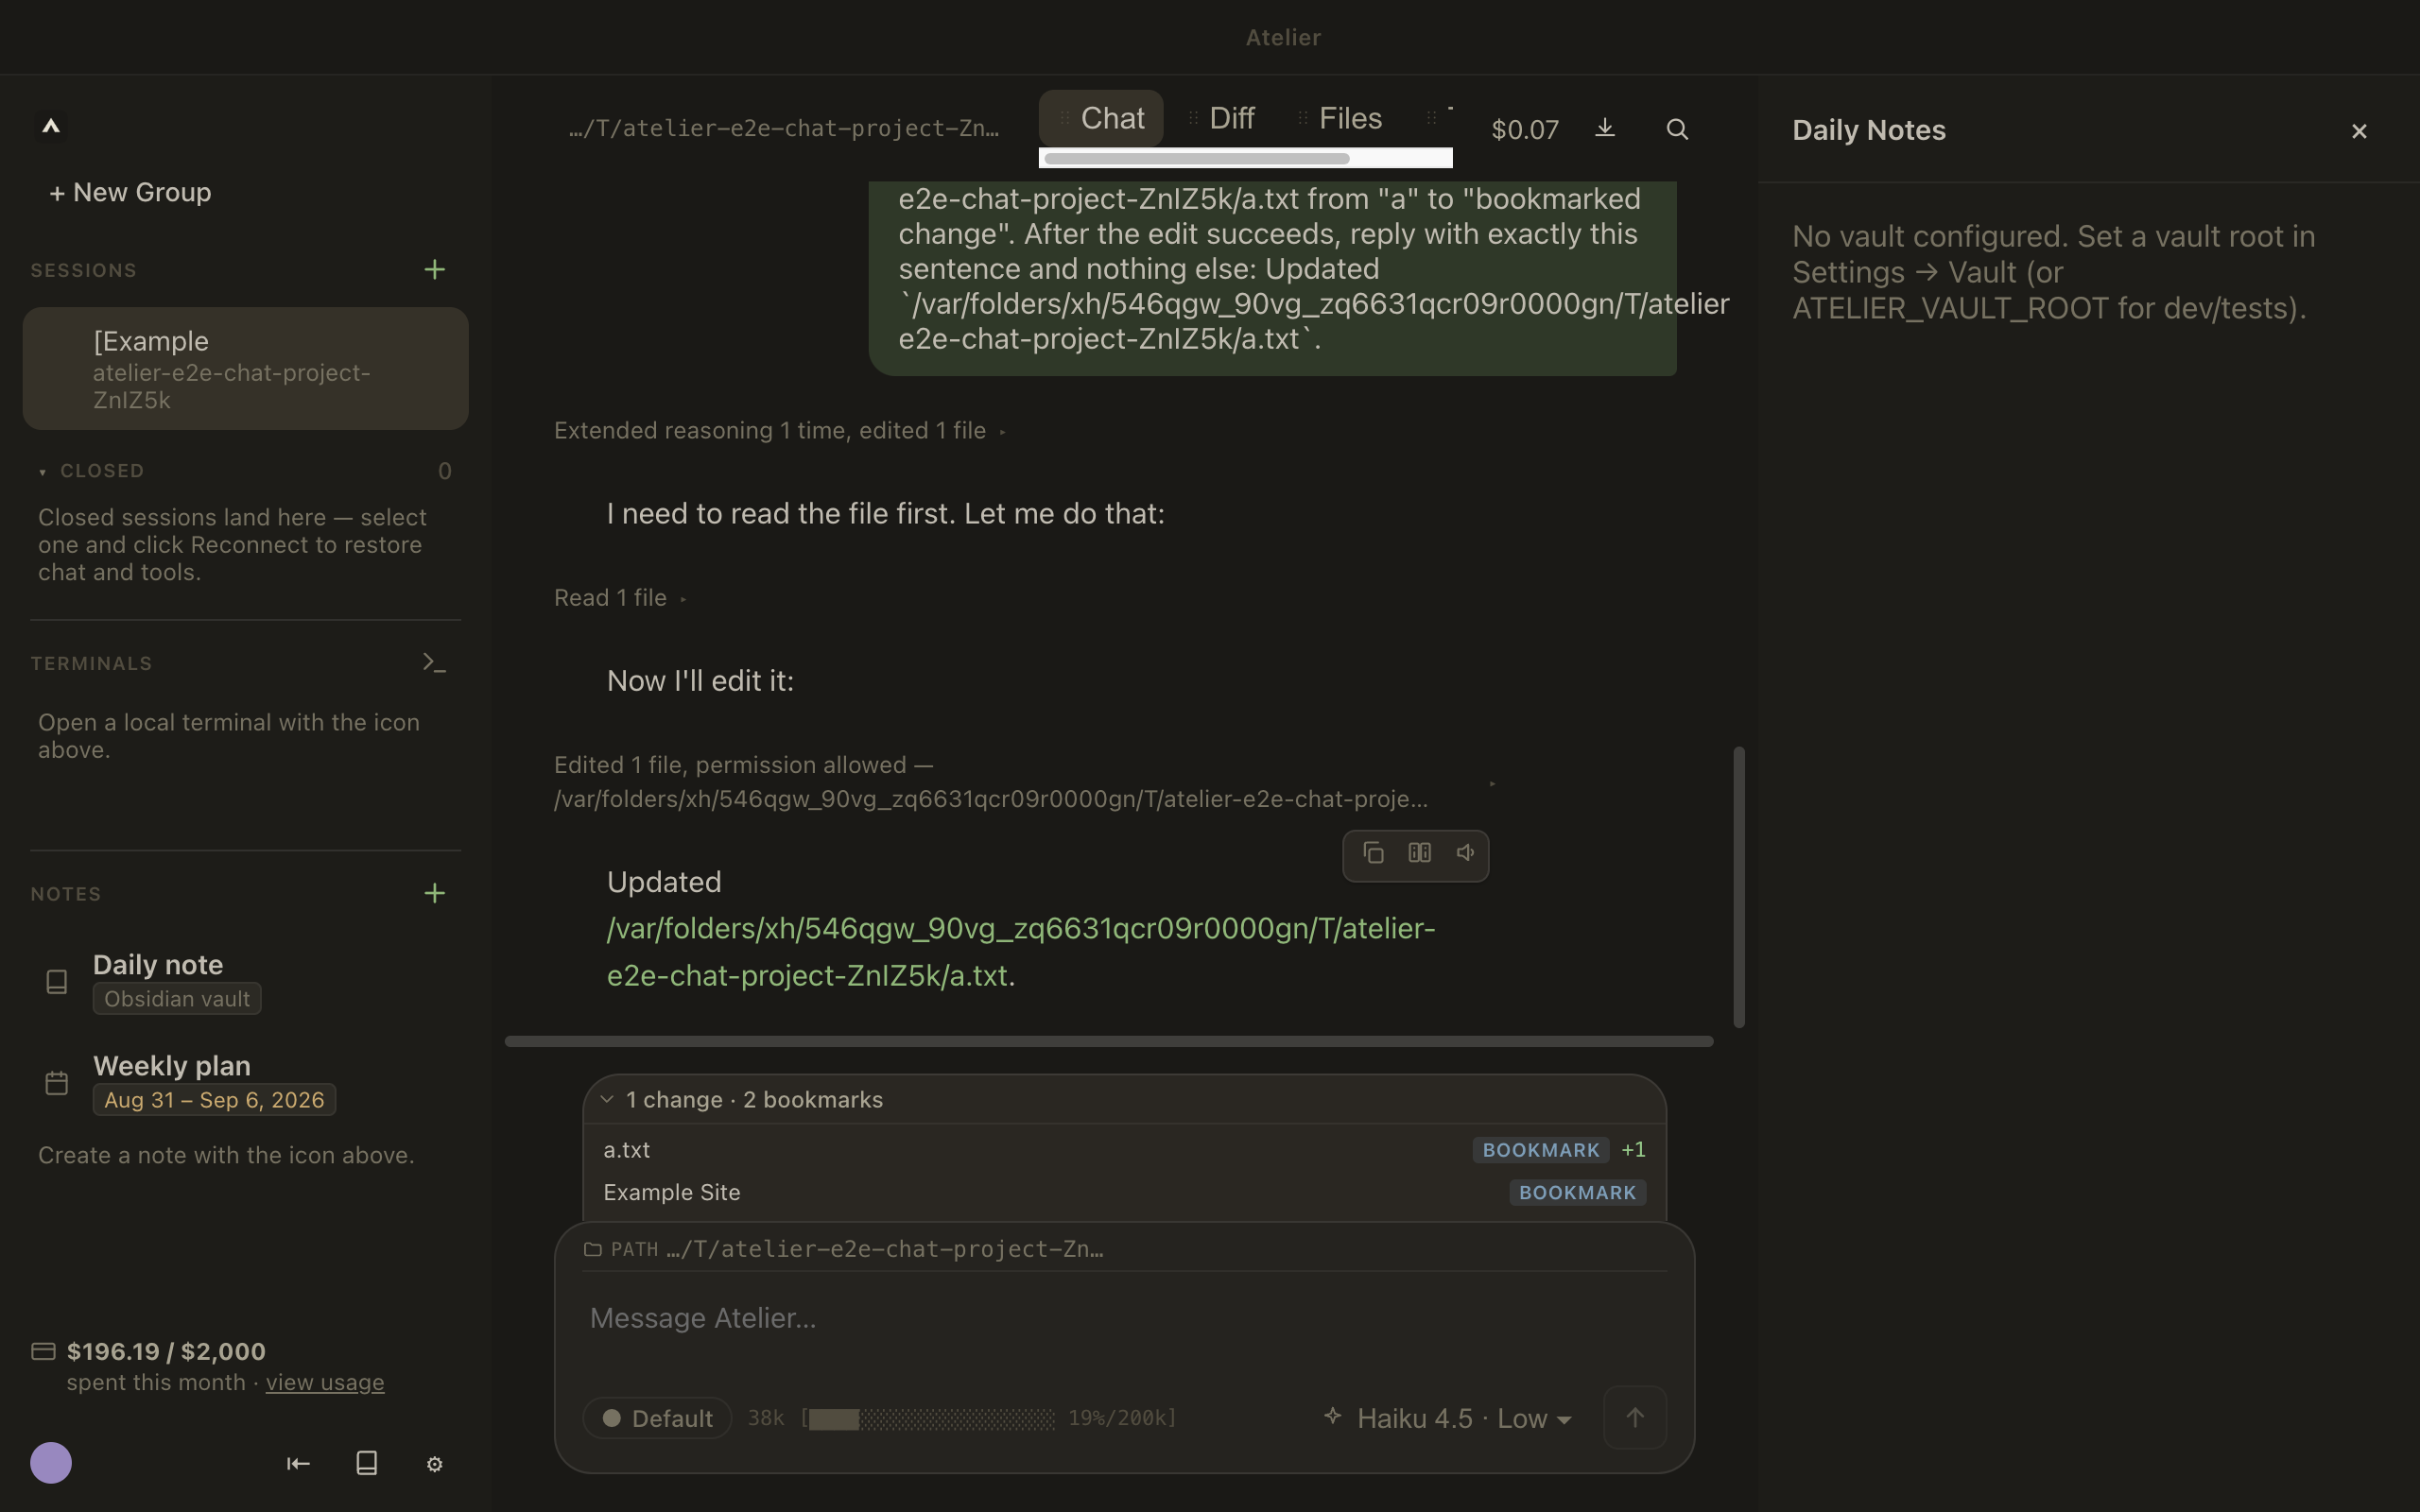 Atelier
+ New Group
SESSIONS
[Example
atelier-e2e-chat-project-
ZnIZ5k
CLOSED 0
Closed sessions land here — select
one and click Reconnect to restore
chat and tools.
TERMINALS
Open a local terminal with the icon
above.
NOTES
Daily note
Obsidian vault
Weekly plan
Aug 31 – Sep 6, 2026
Create a note with the icon above.
$196.19 / $2,000
spent this month · view usage
…/T/atelier-e2e-chat-project-Zn…
Chat Diff Files
$0.07
e2e-chat-project-ZnIZ5k/a.txt from "a" to "bookmarked
change". After the edit succeeds, reply with exactly this
sentence and nothing else: Updated
`/var/folders/xh/546qgw_90vg_zq6631qcr09r0000gn/T/atelier
e2e-chat-project-ZnIZ5k/a.txt`.
Extended reasoning 1 time, edited 1 file
I need to read the file first. Let me do that:
Read 1 file
Now I'll edit it:
Edited 1 file, permission allowed —
/var/folders/xh/546qgw_90vg_zq6631qcr09r0000gn/T/atelier-e2e-chat-proje…
Updated
/var/folders/xh/546qgw_90vg_zq6631qcr09r0000gn/T/atelier-
e2e-chat-project-ZnIZ5k/a.txt.
1 change · 2 bookmarks
a.txt BOOKMARK +1
Example Site BOOKMARK
PATH …/T/atelier-e2e-chat-project-Zn…
Message Atelier…
Default 38k [ 19%/200k] Haiku 4.5 · Low
Daily Notes
No vault configured. Set a vault root in
Settings → Vault (or
ATELIER_VAULT_ROOT for dev/tests).